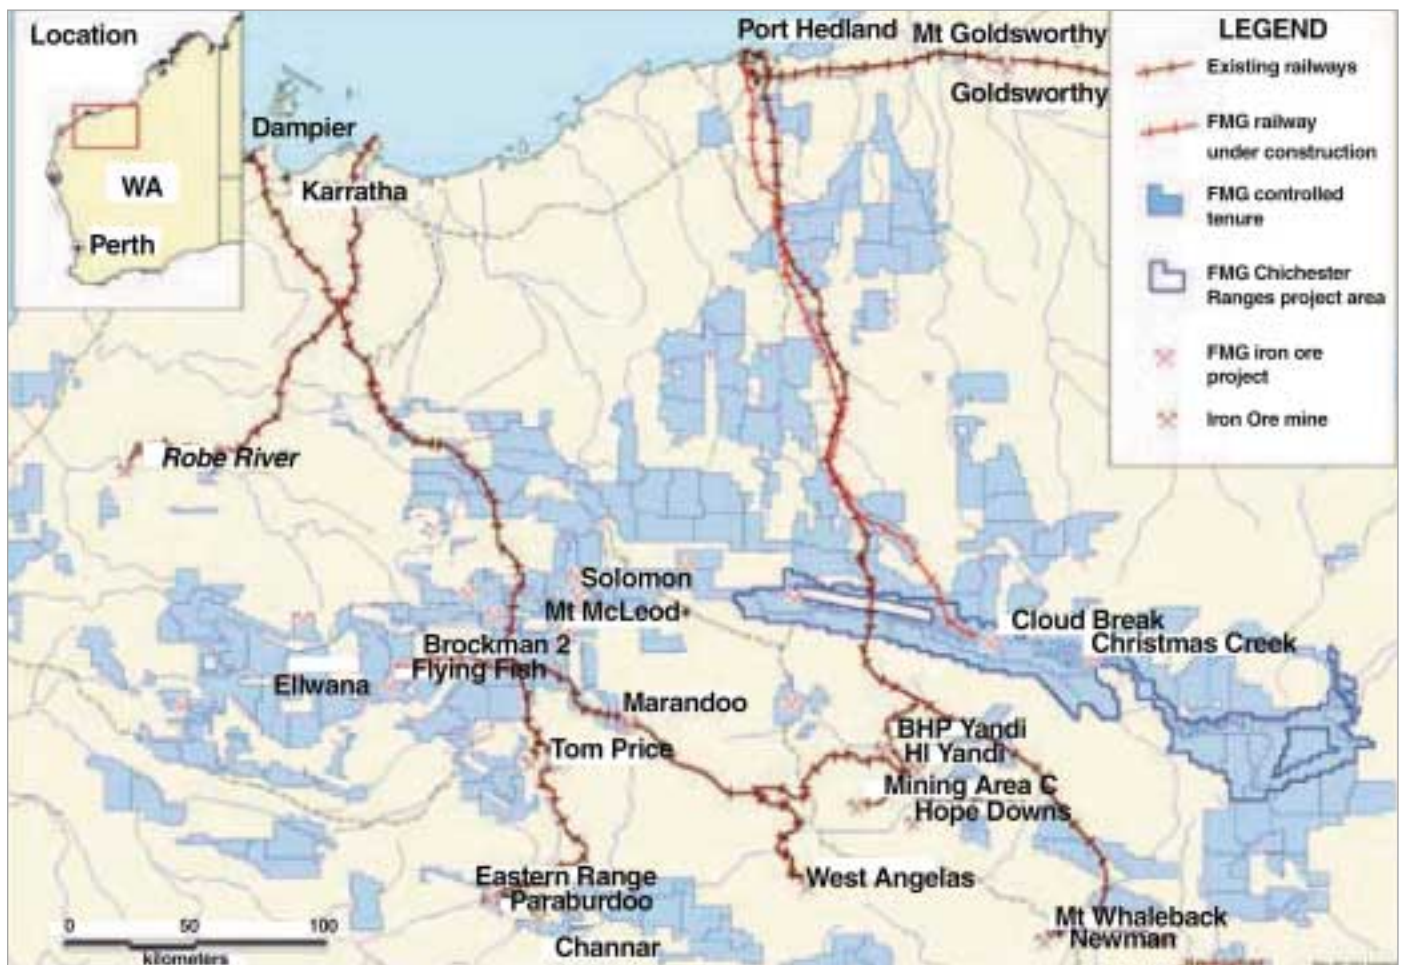 Location
WA
Perth
Port Hedland
Mt Goldsworthy
Goldsworthy
Dampier
Karratha
Robe River
Solomon
Mt McLeod
Brockman 2
Flying Fish
Ellwana
Marandoo
Tom Price
Eastern Range
Paraburdoo
Channar
Cloud Break
Christmas Creek
BHP Yandi
HI Yandi
Mining Area C
Hope Downs
West Angelas
Mt Whaleback
Newman
LEGEND
Existing railways
FMG railway
under construction
FMG controlled
tenure
FMG Chichester
Ranges project area
FMG iron ore
project
Iron Ore mine
0 50 100
kilometers